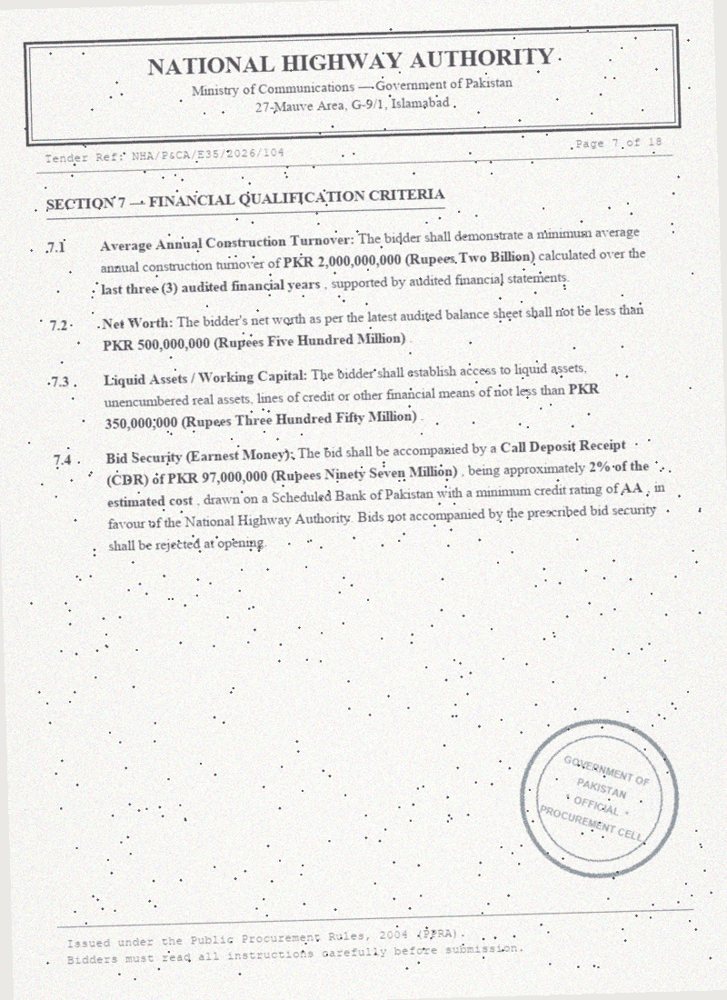 NATIONAL HIGHWAY AUTHORITY
Ministry of Communications — Government of Pakistan
27-Mauve Area, G-9/1, Islamabad
Tender Ref: NHA/P&CA/E35/2026/104
Page 7 of 18
SECTION 7 — FINANCIAL QUALIFICATION CRITERIA
7.1 Average Annual Construction Turnover: The bidder shall demonstrate a minimum average
annual construction turnover of PKR 2,000,000,000 (Rupees Two Billion) calculated over the
last three (3) audited financial years , supported by audited financial statements.
7.2 Net Worth: The bidder's net worth as per the latest audited balance sheet shall not be less than
PKR 500,000,000 (Rupees Five Hundred Million) .
7.3 Liquid Assets / Working Capital: The bidder shall establish access to liquid assets,
unencumbered real assets, lines of credit or other financial means of not less than PKR
350,000,000 (Rupees Three Hundred Fifty Million) .
7.4 Bid Security (Earnest Money): The bid shall be accompanied by a Call Deposit Receipt
(CDR) of PKR 97,000,000 (Rupees Ninety Seven Million) , being approximately 2% of the
estimated cost , drawn on a Scheduled Bank of Pakistan with a minimum credit rating of AA , in
favour of the National Highway Authority. Bids not accompanied by the prescribed bid security
shall be rejected at opening.
GOVERNMENT OF
PAKISTAN
* OFFICIAL *
PROCUREMENT CELL
Issued under the Public Procurement Rules, 2004 (PPRA).
Bidders must read all instructions carefully before submission.